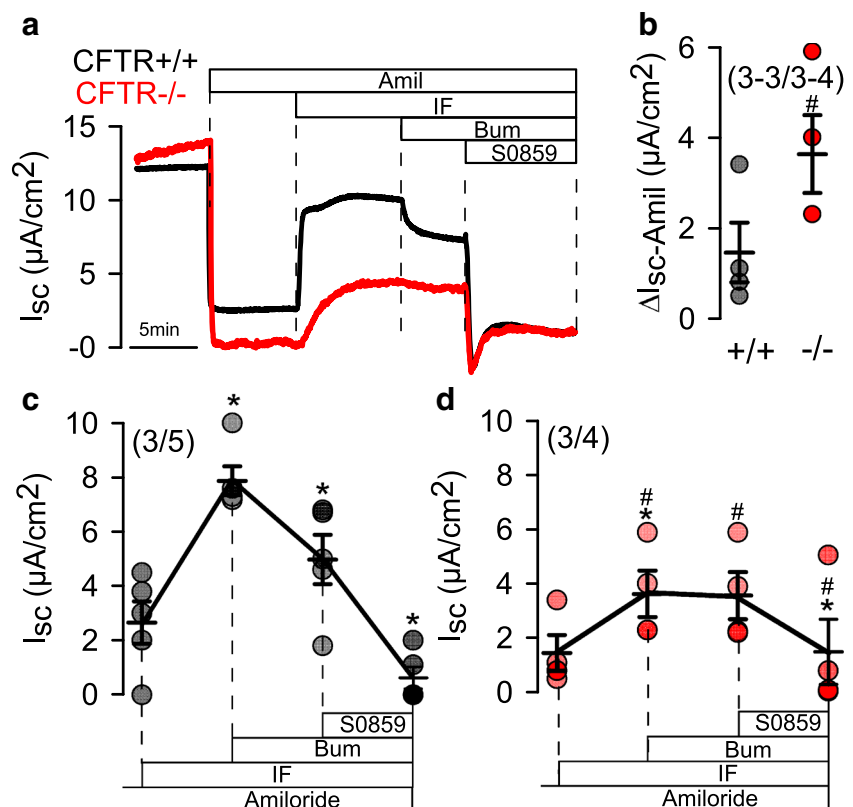 a
CFTR+/+
CFTR-/-
Amil
IF
Bum
S0859
15
10
5
-0
Isc (µA/cm2)
5min
b
6
4
2
0
ΔIsc-Amil (µA/cm2)
(3-3/3-4)
#
+/+
-/-
c
10
8
6
4
2
0
Isc (µA/cm2)
(3/5)
*
*
*
S0859
Bum
IF
Amiloride
d
10
8
6
4
2
0
Isc (µA/cm2)
(3/4)
#
*
#
#
*
S0859
Bum
IF
Amiloride